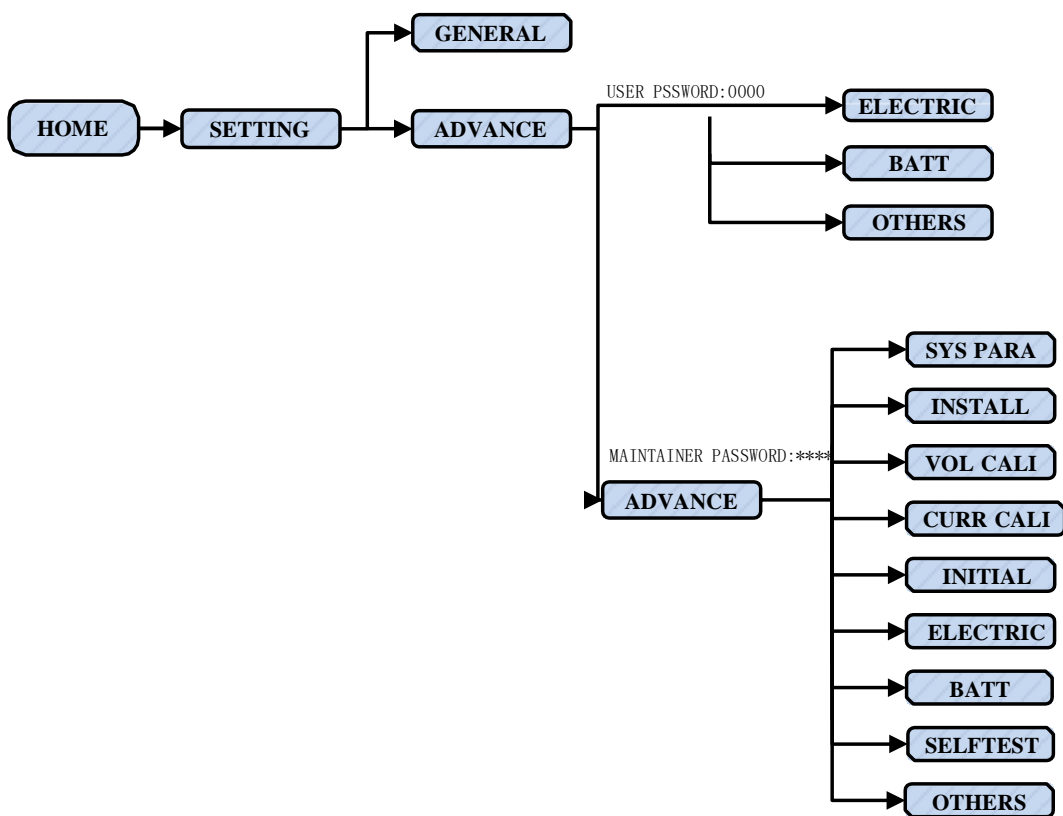 GENERAL
USER PSSWORD:0000
HOME
SETTING
ADVANCE
ELECTRIC
BATT
OTHERS
SYS PARA
INSTALL
MAINTAINER PASSWORD:****
VOL CALI
ADVANCE
CURR CALI
INITIAL
ELECTRIC
BATT
SELFTEST
OTHERS